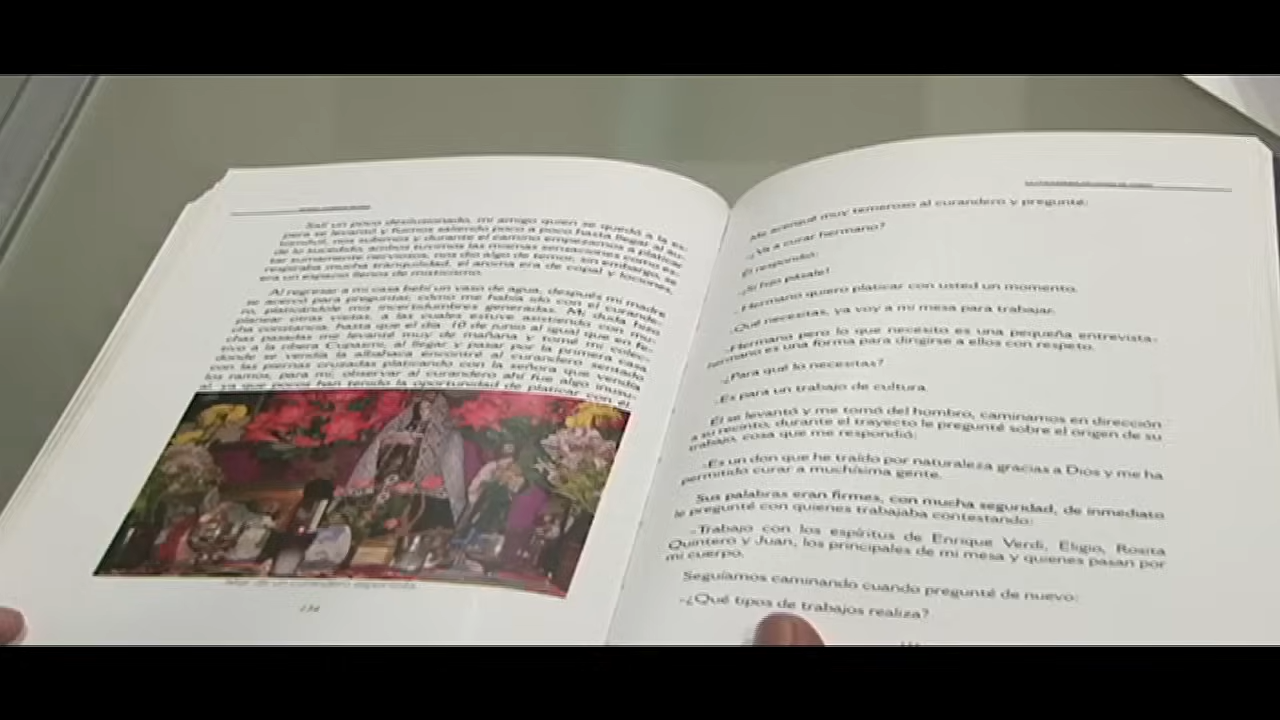 Salí un poco desilusionado, mi amigo quien se quedó a la es-
pera se levantó y fuimos saliendo poco a poco hasta llegar al au-
tomóvil, nos subimos y durante el camino empezamos a platicar
de lo sucedido, ambos tuvimos las mismas sensaciones como es-
tar sumamente nerviosos, nos dio algo de temor, sin embargo, se
respiraba mucha tranquilidad, el aroma era de copal y lociones,
era un espacio llenos de misticismo.
Al regresar a mi casa bebí un vaso de agua, después mi madre
se acercó para preguntar, cómo me había ido con el curande-
ro, platicándole mis incertidumbres generadas. Mi duda hizo
planear otras visitas, a las cuales estuve asistiendo con mu-
cha constancia, hasta que el día 10 de junio al igual que en fe-
chas pasadas me levanté muy de mañana y tomé mi colec-
tivo a la ribera Cupasmi, al llegar y pasar por la primera casa
donde se vendía la albahaca encontré al curandero sentado
con las piernas cruzadas platicando con la señora que vendía
los ramos, para mí, observar al curandero ahí fue algo inusu-
al, ya que pocos han tenido la oportunidad de platicar con él
134
Me acerqué muy temeroso al curandero y pregunté:
-¿Va a curar hermano?
Él respondió:
-¡Sí hijo pásale!
-Hermano quiero platicar con usted un momento.
-Qué necesitas, ya voy a mi mesa para trabajar.
-Hermano pero lo que necesito es una pequeña entrevista-
hermano es una forma para dirigirse a ellos con respeto.
-¿Para qué lo necesitas?
-Es para un trabajo de cultura.
Él se levantó y me tomó del hombro, caminamos en dirección
a su recinto, durante el trayecto le pregunté sobre el origen de su
trabajo, cosa que me respondió:
-Es un don que he traído por naturaleza gracias a Dios y me ha
permitido curar a muchísima gente.
Sus palabras eran firmes, con mucha seguridad, de inmediato
le pregunté con quienes trabajaba contestando:
-Trabajo con los espíritus de Enrique Verdi, Eligio, Rosita
Quintero y Juan, los principales de mi mesa y quienes pasan por
mi cuerpo.
Seguíamos caminando cuando pregunté de nuevo:
-¿Qué tipos de trabajos realiza?